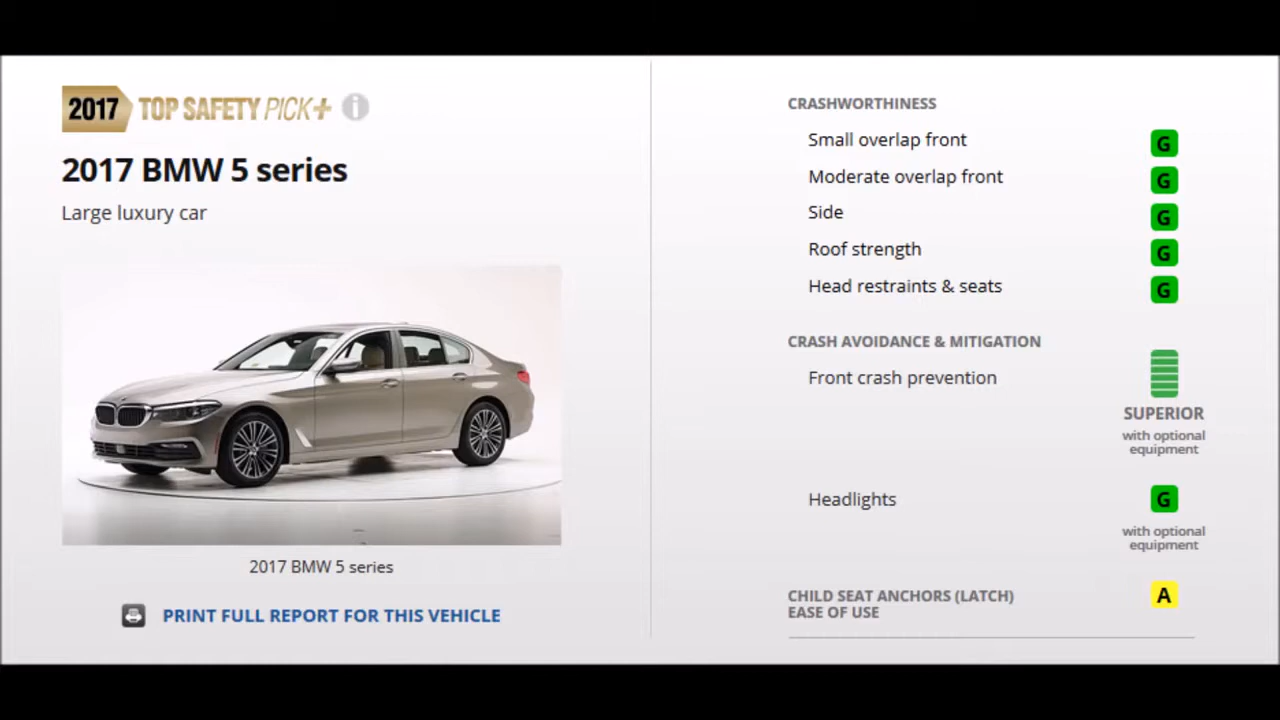 2017 TOP SAFETY PICK+ i
2017 BMW 5 series
Large luxury car
2017 BMW 5 series
PRINT FULL REPORT FOR THIS VEHICLE
CRASHWORTHINESS
Small overlap front G
Moderate overlap front G
Side G
Roof strength G
Head restraints & seats G
CRASH AVOIDANCE & MITIGATION
Front crash prevention
SUPERIOR
with optional
equipment
Headlights G
with optional
equipment
CHILD SEAT ANCHORS (LATCH) A
EASE OF USE